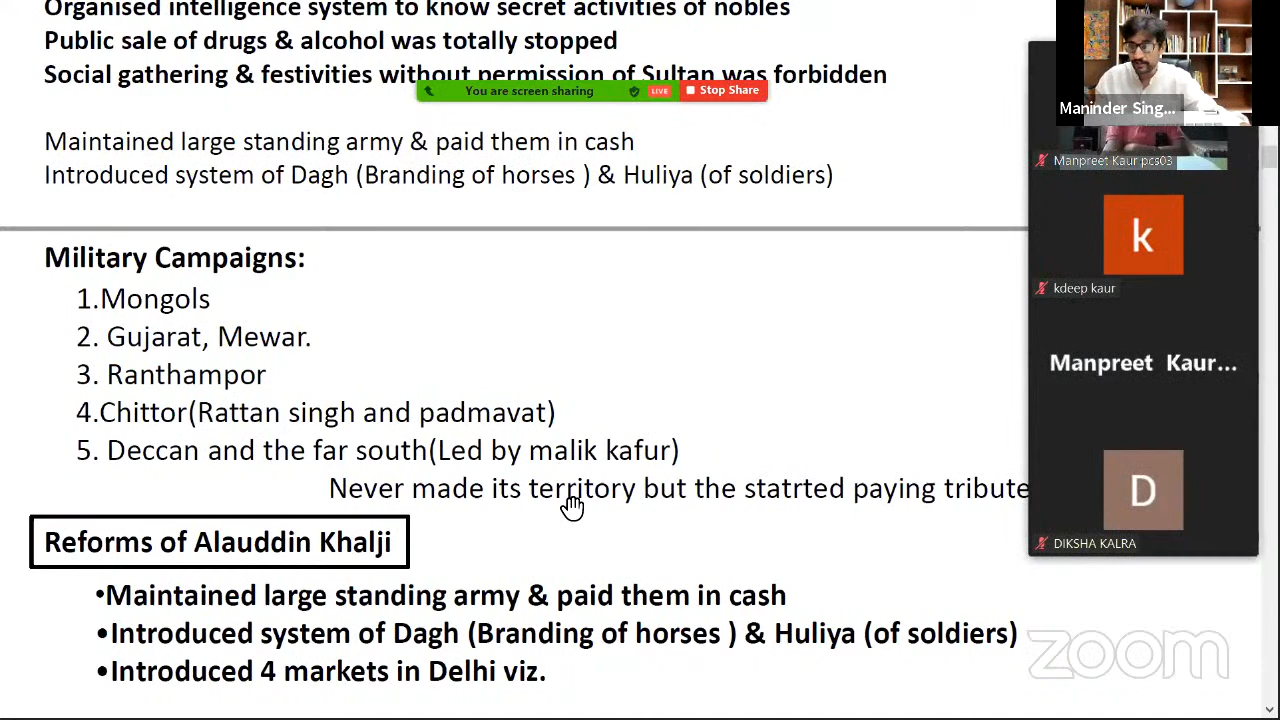 Organised intelligence system to know secret activities of nobles
Public sale of drugs & alcohol was totally stopped
Social gathering & festivities without permission of Sultan was forbidden
You are screen sharing
LIVE
Stop Share
Maintained large standing army & paid them in cash
Introduced system of Dagh (Branding of horses ) & Huliya (of soldiers)
Military Campaigns:
1.Mongols
2. Gujarat, Mewar.
3. Ranthampor
4.Chittor(Rattan singh and padmavat)
5. Deccan and the far south(Led by malik kafur)
Never made its territory but the statrted paying tribute
Reforms of Alauddin Khalji
•Maintained large standing army & paid them in cash
•Introduced system of Dagh (Branding of horses ) & Huliya (of soldiers)
•Introduced 4 markets in Delhi viz.
Maninder Sing...
Manpreet Kaur pcs03
k
kdeep kaur
Manpreet Kaur...
D
DIKSHA KALRA
zoom